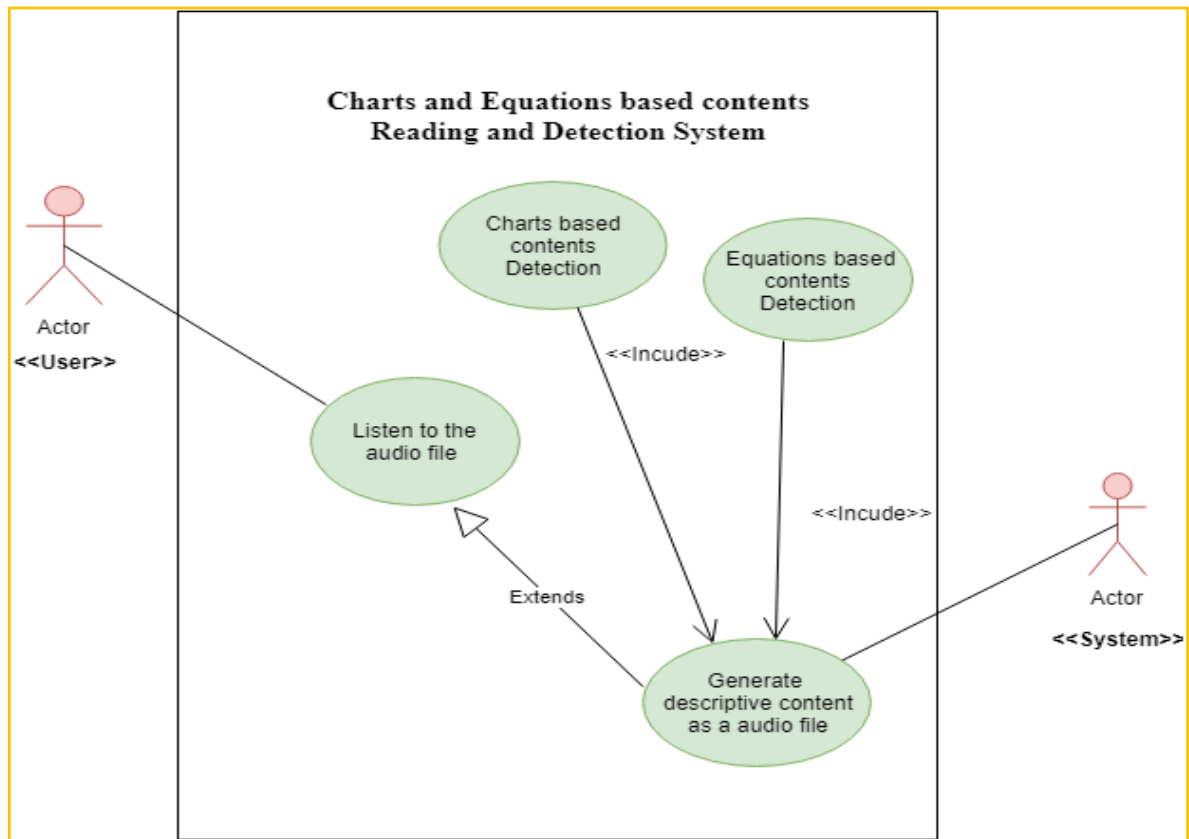 Charts and Equations based contents
Reading and Detection System
Charts based
contents
Detection
Equations based
contents
Detection
Actor
<<User>>
<<Incude>>
Listen to the
audio file
<<Incude>>
Extends
Actor
<<System>>
Generate
descriptive content
as a audio file